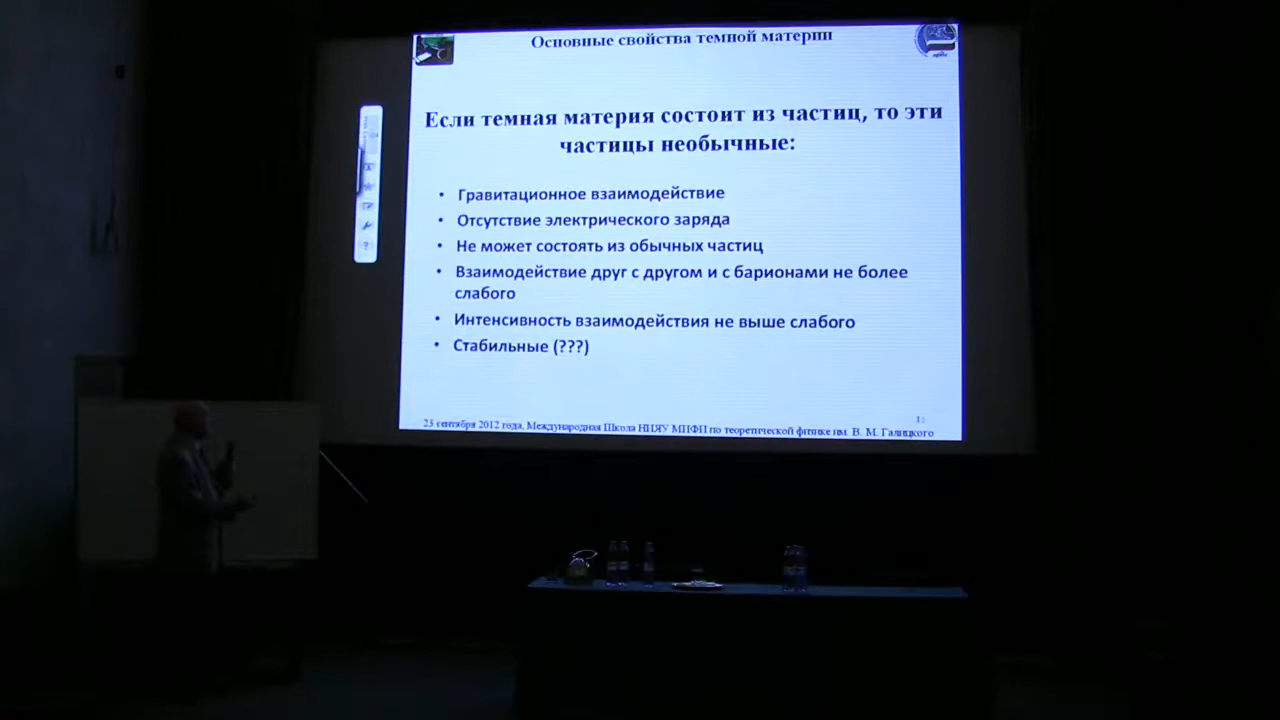 Основные свойства темной материи
Если темная материя состоит из частиц, то эти
частицы необычные:
• Гравитационное взаимодействие
• Отсутствие электрического заряда
• Не может состоять из обычных частиц
• Взаимодействие друг с другом и с барионами не более
слабого
• Интенсивность взаимодействия не выше слабого
• Стабильные (???)
23 сентября 2012 года, Международная Школа НИЯУ МИФИ по теоретической физике им. В. М. Галицкого